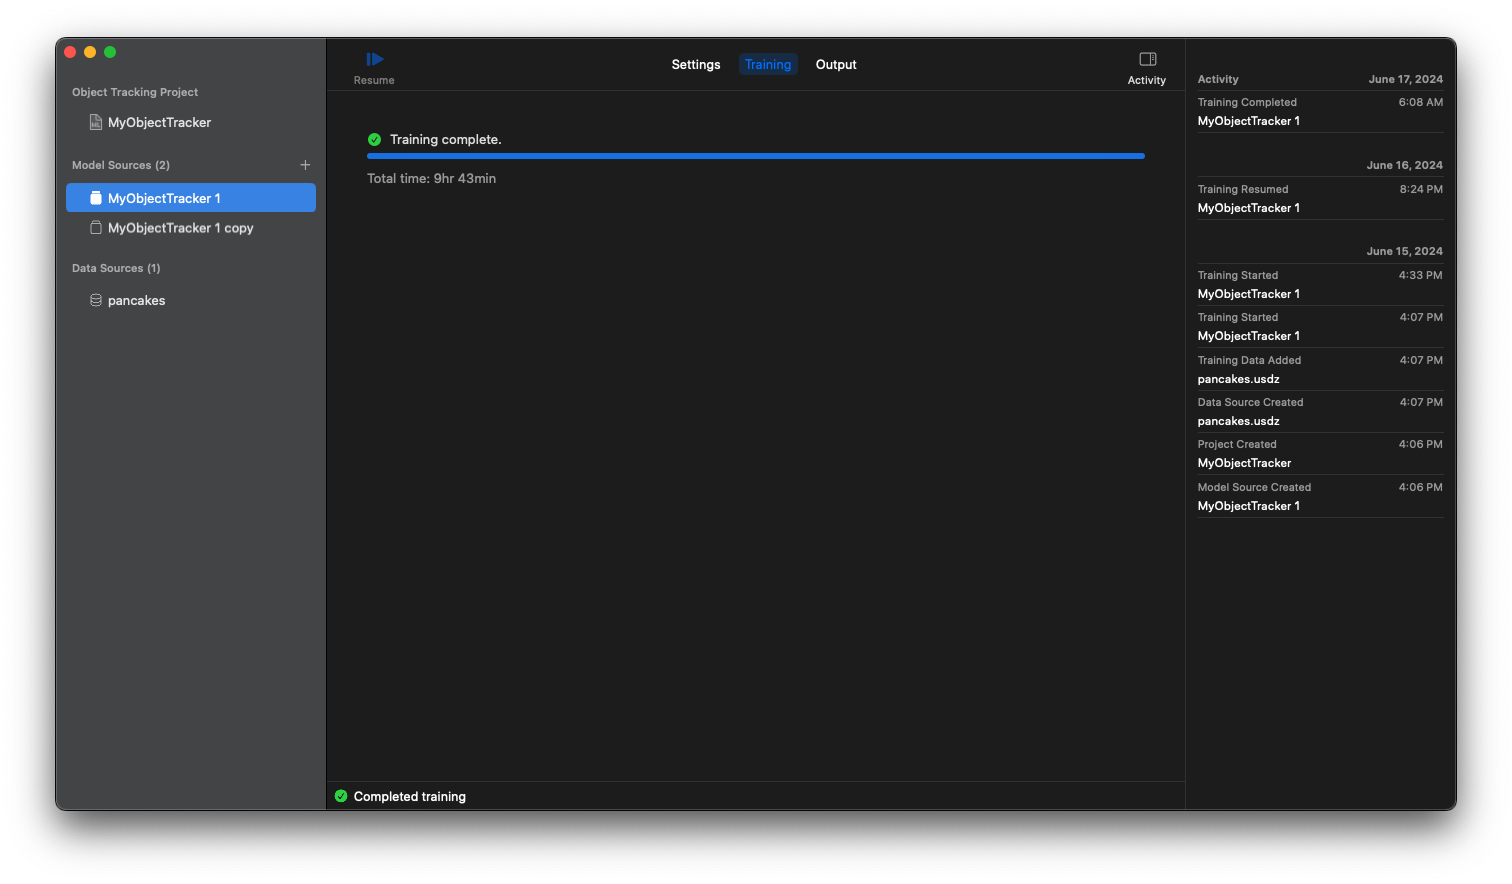 Object Tracking Project
MyObjectTracker
Model Sources (2)
MyObjectTracker 1
MyObjectTracker 1 copy
Data Sources (1)
pancakes
Resume
Settings
Training
Output
Activity
Training complete.
Total time: 9hr 43min
Completed training
Activity June 17, 2024
Training Completed 6:08 AM
MyObjectTracker 1
June 16, 2024
Training Resumed 8:24 PM
MyObjectTracker 1
June 15, 2024
Training Started 4:33 PM
MyObjectTracker 1
Training Started 4:07 PM
MyObjectTracker 1
Training Data Added 4:07 PM
pancakes.usdz
Data Source Created 4:07 PM
pancakes.usdz
Project Created 4:06 PM
MyObjectTracker
Model Source Created 4:06 PM
MyObjectTracker 1